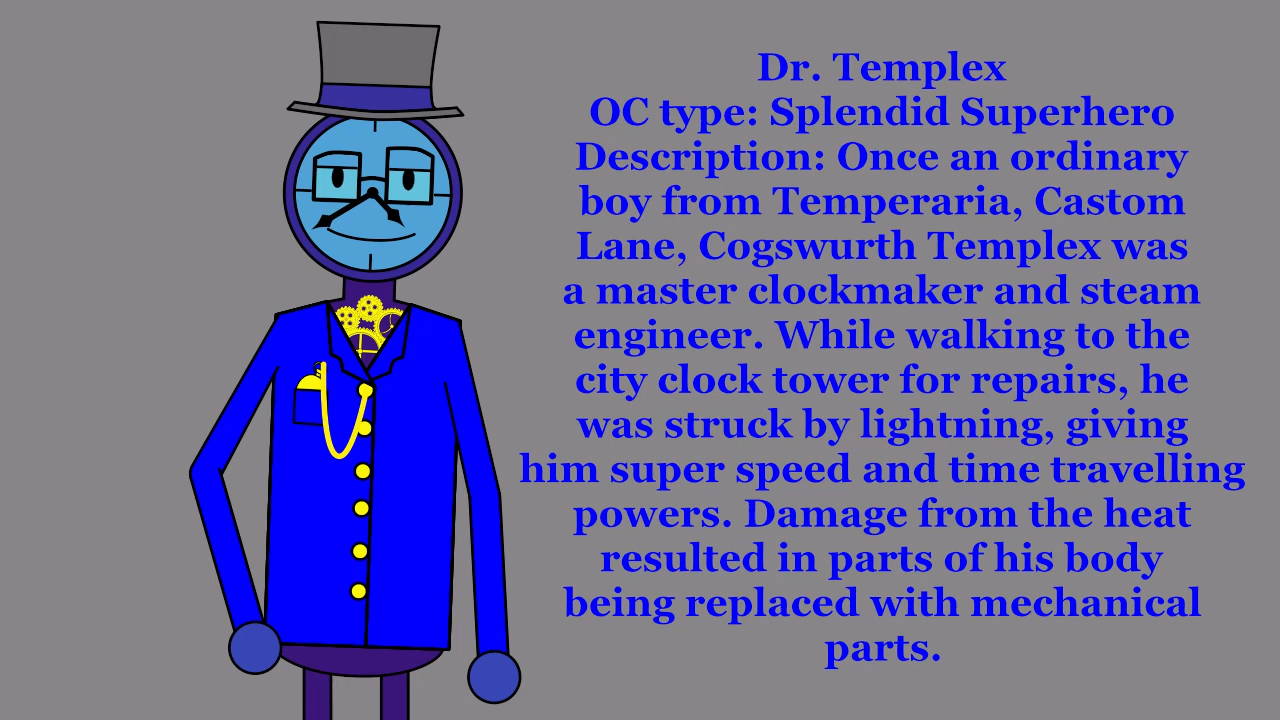 Dr. Templex
OC type: Splendid Superhero
Description: Once an ordinary
boy from Temperaria, Castom
Lane, Cogswurth Templex was
a master clockmaker and steam
engineer. While walking to the
city clock tower for repairs, he
was struck by lightning, giving
him super speed and time travelling
powers. Damage from the heat
resulted in parts of his body
being replaced with mechanical
parts.